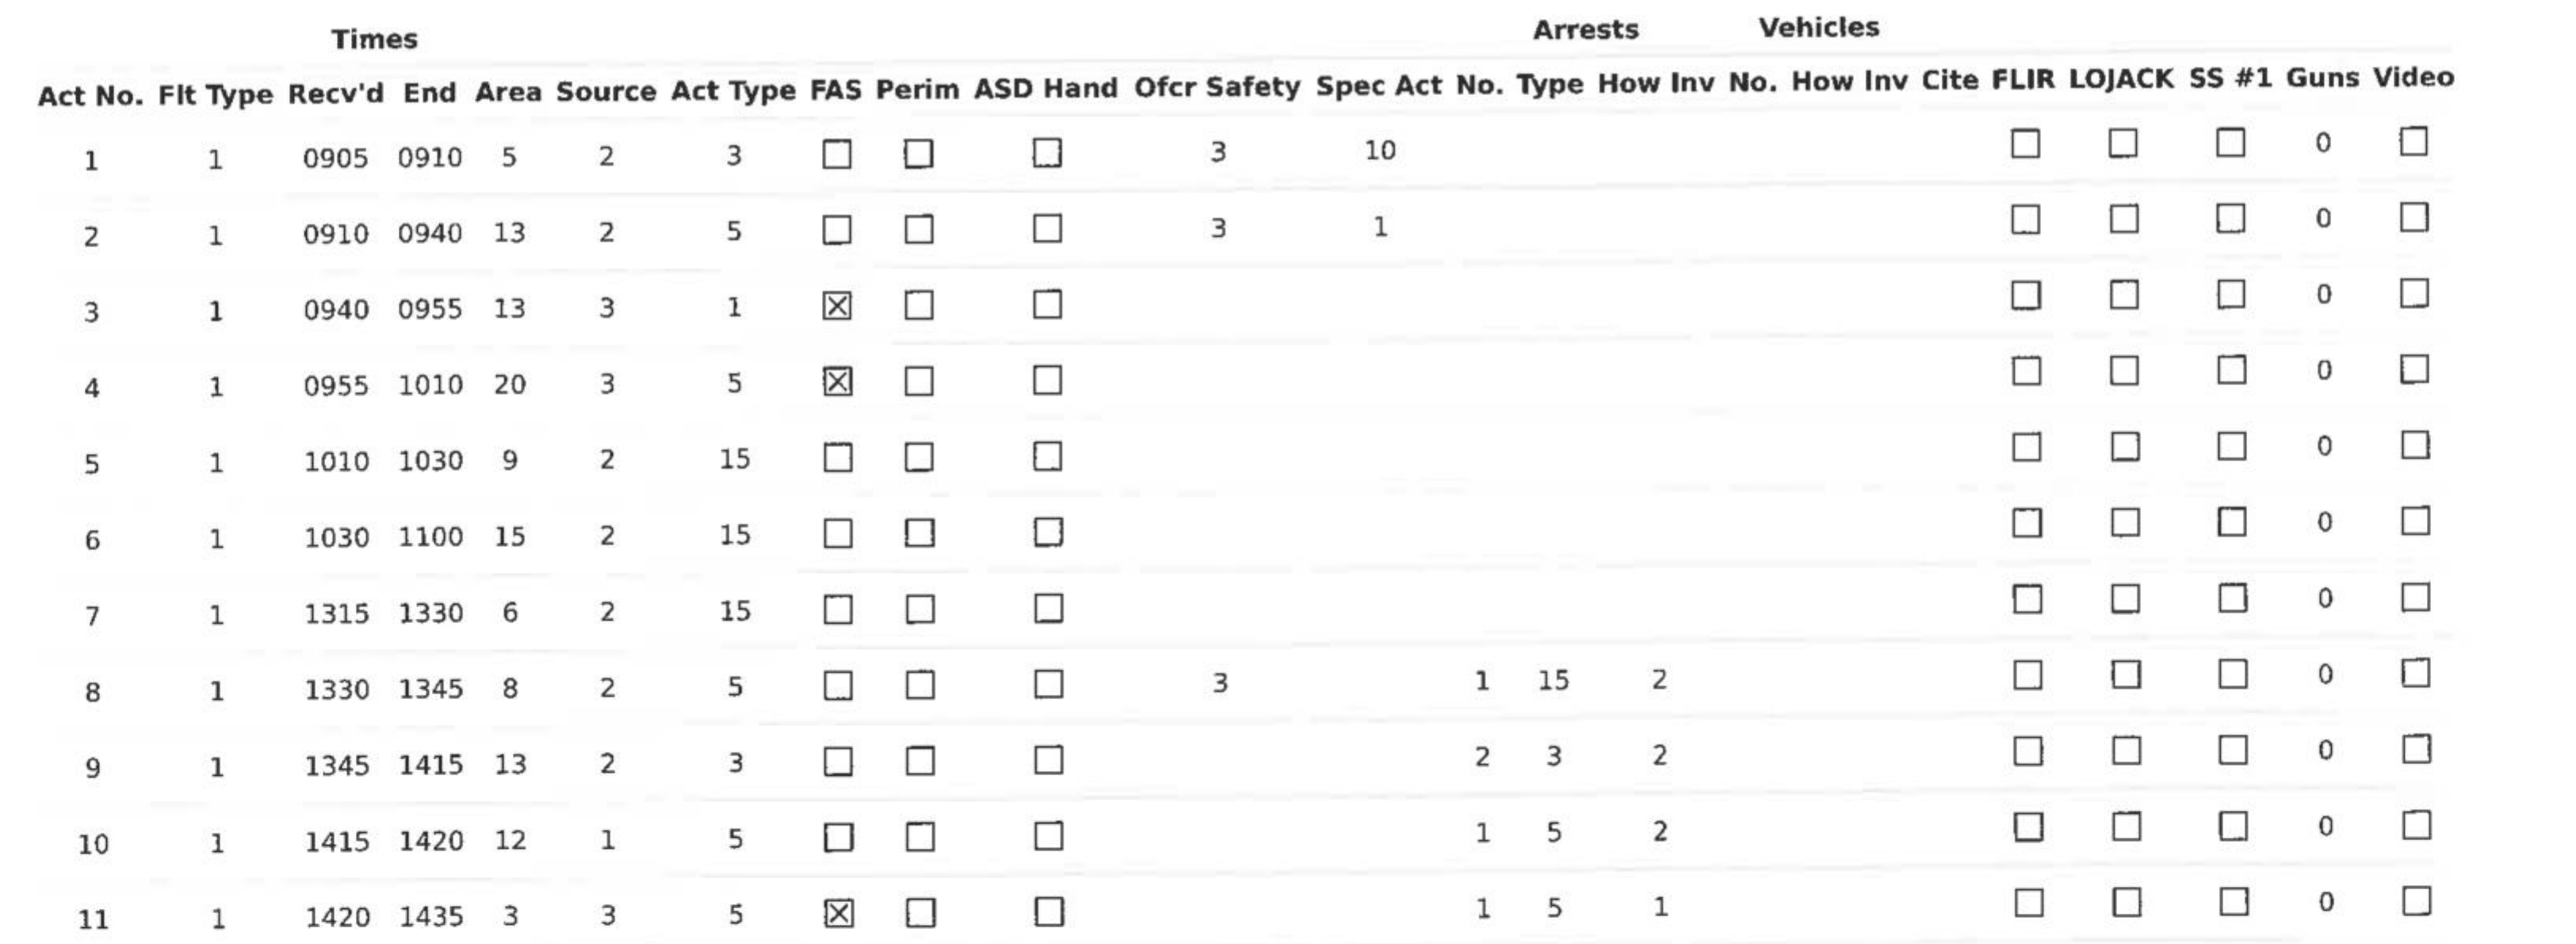 Times Arrests Vehicles
Act No. Flt Type Recv'd End Area Source Act Type FAS Perim ASD Hand Ofcr Safety Spec Act No. Type How Inv No. How Inv Cite FLIR LOJACK SS #1 Guns Video
1 1 0905 0910 5 2 3 ☐ ☐ ☐ 3 10 ☐ ☐ ☐ 0 ☐
2 1 0910 0940 13 2 5 ☐ ☐ ☐ 3 1 ☐ ☐ ☐ 0 ☐
3 1 0940 0955 13 3 1 ☒ ☐ ☐ ☐ ☐ ☐ 0 ☐
4 1 0955 1010 20 3 5 ☒ ☐ ☐ ☐ ☐ ☐ 0 ☐
5 1 1010 1030 9 2 15 ☐ ☐ ☐ ☐ ☐ ☐ 0 ☐
6 1 1030 1100 15 2 15 ☐ ☐ ☐ ☐ ☐ ☐ 0 ☐
7 1 1315 1330 6 2 15 ☐ ☐ ☐ ☐ ☐ ☐ 0 ☐
8 1 1330 1345 8 2 5 ☐ ☐ ☐ 3 1 15 2 ☐ ☐ ☐ 0 ☐
9 1 1345 1415 13 2 3 ☐ ☐ ☐ 2 3 2 ☐ ☐ ☐ 0 ☐
10 1 1415 1420 12 1 5 ☐ ☐ ☐ 1 5 2 ☐ ☐ ☐ 0 ☐
11 1 1420 1435 3 3 5 ☒ ☐ ☐ 1 5 1 ☐ ☐ ☐ 0 ☐